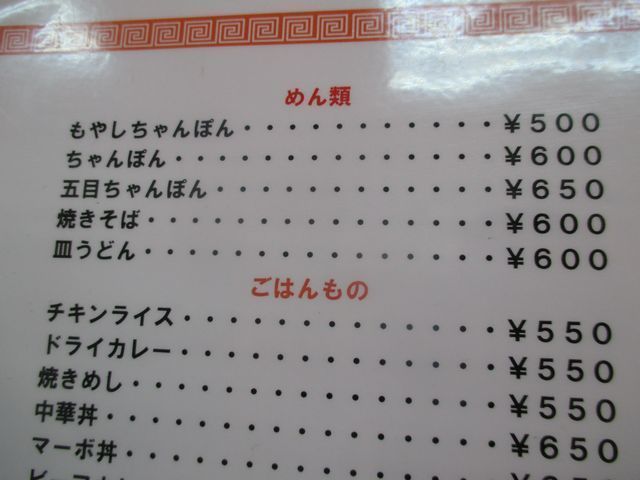 めん類
もやしちゃんぽん・・・・・・・・・・・￥500
ちゃんぽん・・・・・・・・・・・・・￥600
五目ちゃんぽん・・・・・・・・・・・・￥650
焼きそば・・・・・・・・・・・・・・￥600
皿うどん・・・・・・・・・・・・・・￥600
ごはんもの
チキンライス・・・・・・・・・・・・・￥550
ドライカレー・・・・・・・・・・・・・￥550
焼きめし・・・・・・・・・・・・・・・￥550
中華丼・・・・・・・・・・・・・・・・￥650
マーボ丼・・・・・・・・・・・・・・・